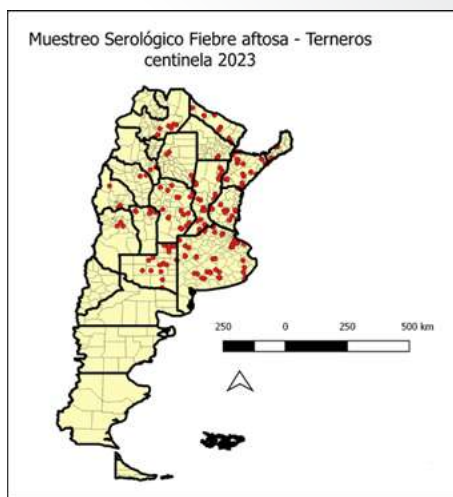 Muestreo Serológico Fiebre aftosa - Terneros
centinela 2023
250 0 250 500 km